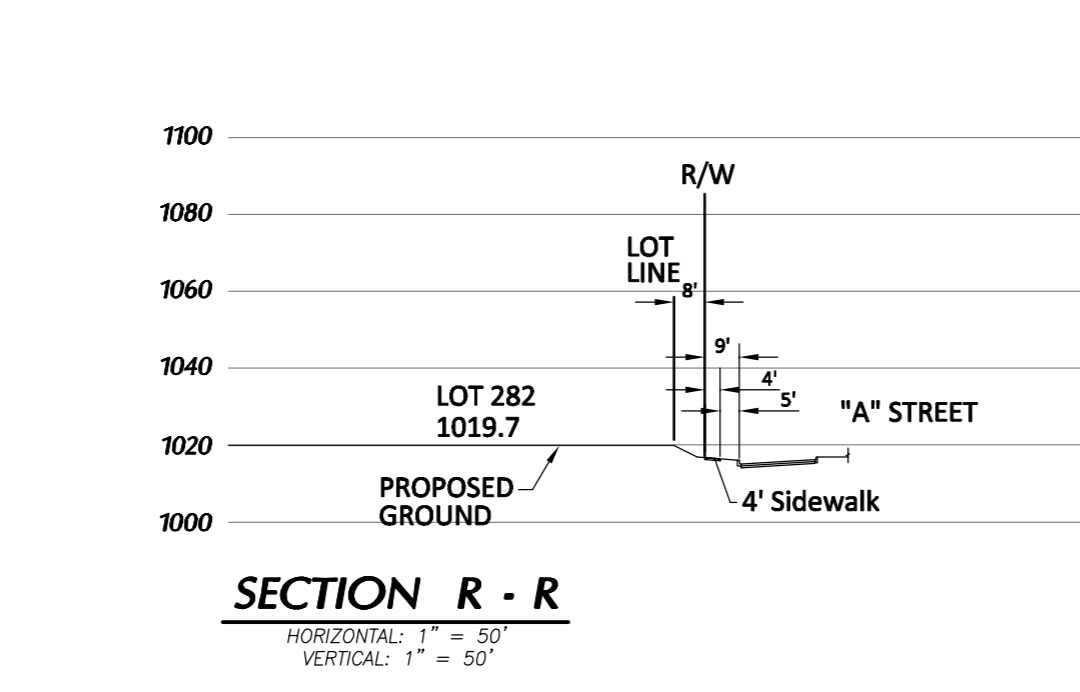 1100
R/W
1080
LOT
LINE
8'
1060
9'
1040
4'
5'
LOT 282
1019.7
"A" STREET
1020
PROPOSED
GROUND
4' Sidewalk
1000
SECTION R - R
HORIZONTAL: 1" = 50'
VERTICAL: 1" = 50'